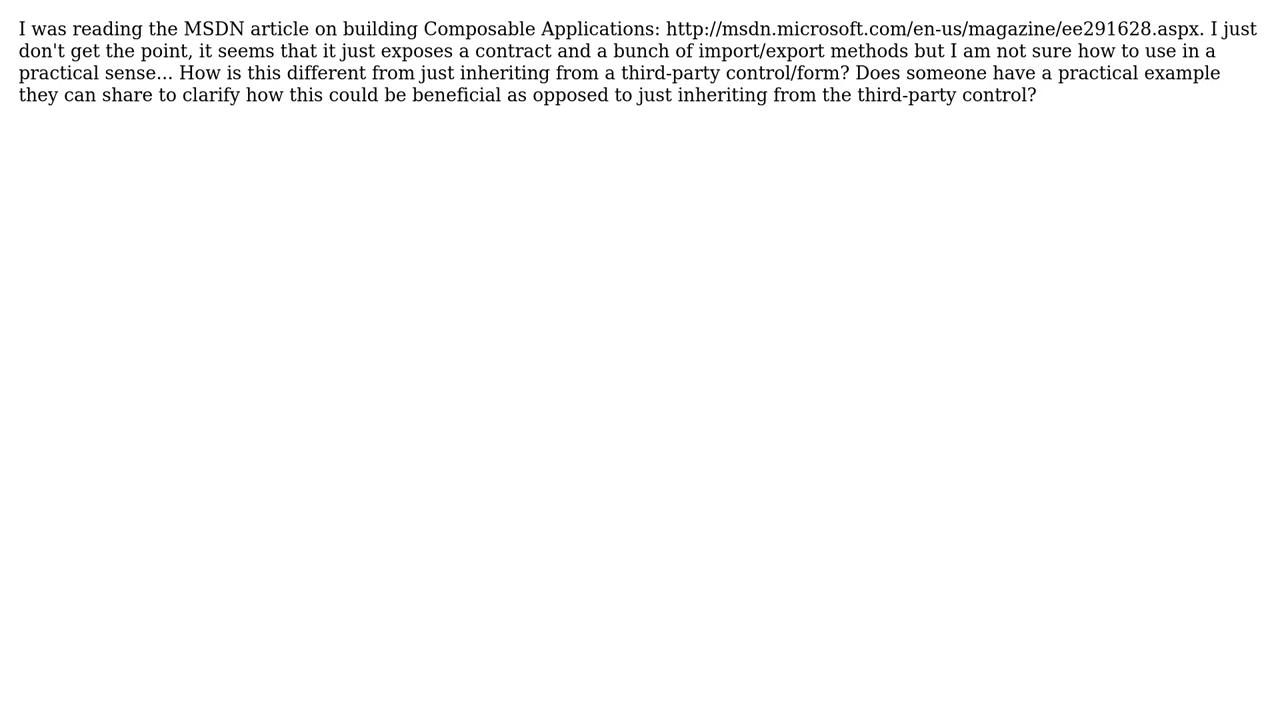 I was reading the MSDN article on building Composable Applications: http://msdn.microsoft.com/en-us/magazine/ee291628.aspx. I just
don't get the point, it seems that it just exposes a contract and a bunch of import/export methods but I am not sure how to use in a
practical sense... How is this different from just inheriting from a third-party control/form? Does someone have a practical example
they can share to clarify how this could be beneficial as opposed to just inheriting from the third-party control?